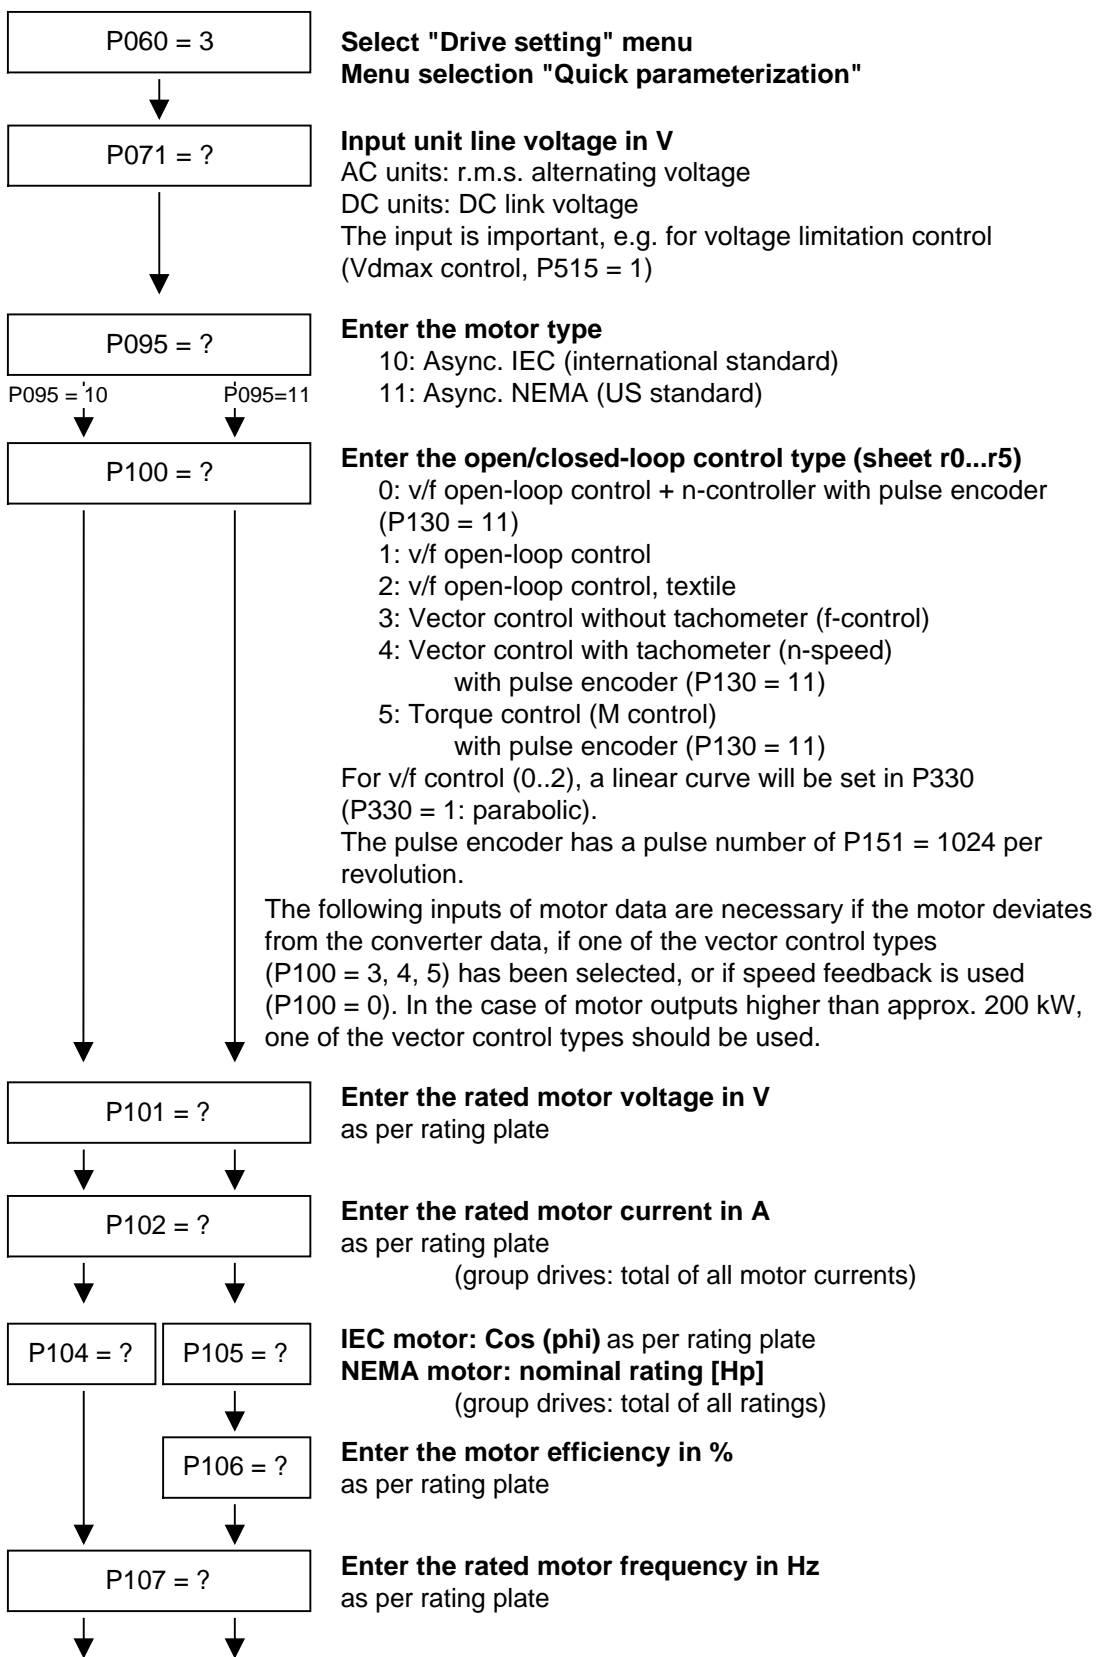 P060 = 3
Select "Drive setting" menu
Menu selection "Quick parameterization"
P071 = ?
Input unit line voltage in V
AC units: r.m.s. alternating voltage
DC units: DC link voltage
The input is important, e.g. for voltage limitation control
(Vdmax control, P515 = 1)
P095 = ?
Enter the motor type
10: Async. IEC (international standard)
11: Async. NEMA (US standard)
P095 = 10 P095=11
P100 = ?
Enter the open/closed-loop control type (sheet r0...r5)
0: v/f open-loop control + n-controller with pulse encoder
(P130 = 11)
1: v/f open-loop control
2: v/f open-loop control, textile
3: Vector control without tachometer (f-control)
4: Vector control with tachometer (n-speed)
with pulse encoder (P130 = 11)
5: Torque control (M control)
with pulse encoder (P130 = 11)
For v/f control (0..2), a linear curve will be set in P330
(P330 = 1: parabolic).
The pulse encoder has a pulse number of P151 = 1024 per
revolution.
The following inputs of motor data are necessary if the motor deviates
from the converter data, if one of the vector control types
(P100 = 3, 4, 5) has been selected, or if speed feedback is used
(P100 = 0). In the case of motor outputs higher than approx. 200 kW,
one of the vector control types should be used.
P101 = ?
Enter the rated motor voltage in V
as per rating plate
P102 = ?
Enter the rated motor current in A
as per rating plate
(group drives: total of all motor currents)
P104 = ? P105 = ?
IEC motor: Cos (phi) as per rating plate
NEMA motor: nominal rating [Hp]
(group drives: total of all ratings)
P106 = ?
Enter the motor efficiency in %
as per rating plate
P107 = ?
Enter the rated motor frequency in Hz
as per rating plate